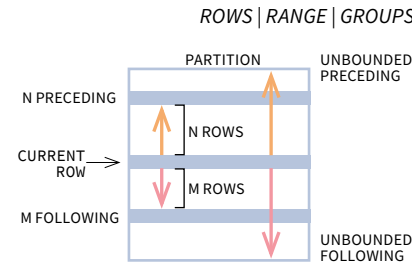 ROWS | RANGE | GROUPS
PARTITION
UNBOUNDED
PRECEDING
N PRECEDING
N ROWS
CURRENT
ROW
M ROWS
M FOLLOWING
UNBOUNDED
FOLLOWING